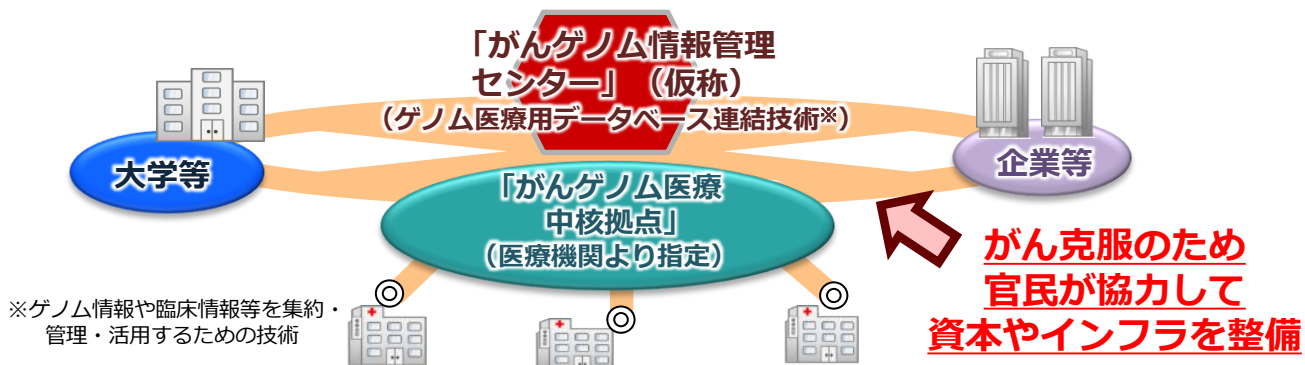 「がんゲノム情報管理
センター」（仮称）
（ゲノム医療用データベース連結技術※）
大学等
企業等
「がんゲノム医療
中核拠点」
（医療機関より指定）
がん克服のため
官民が協力して
資本やインフラを整備
※ゲノム情報や臨床情報等を集約・
管理・活用するための技術